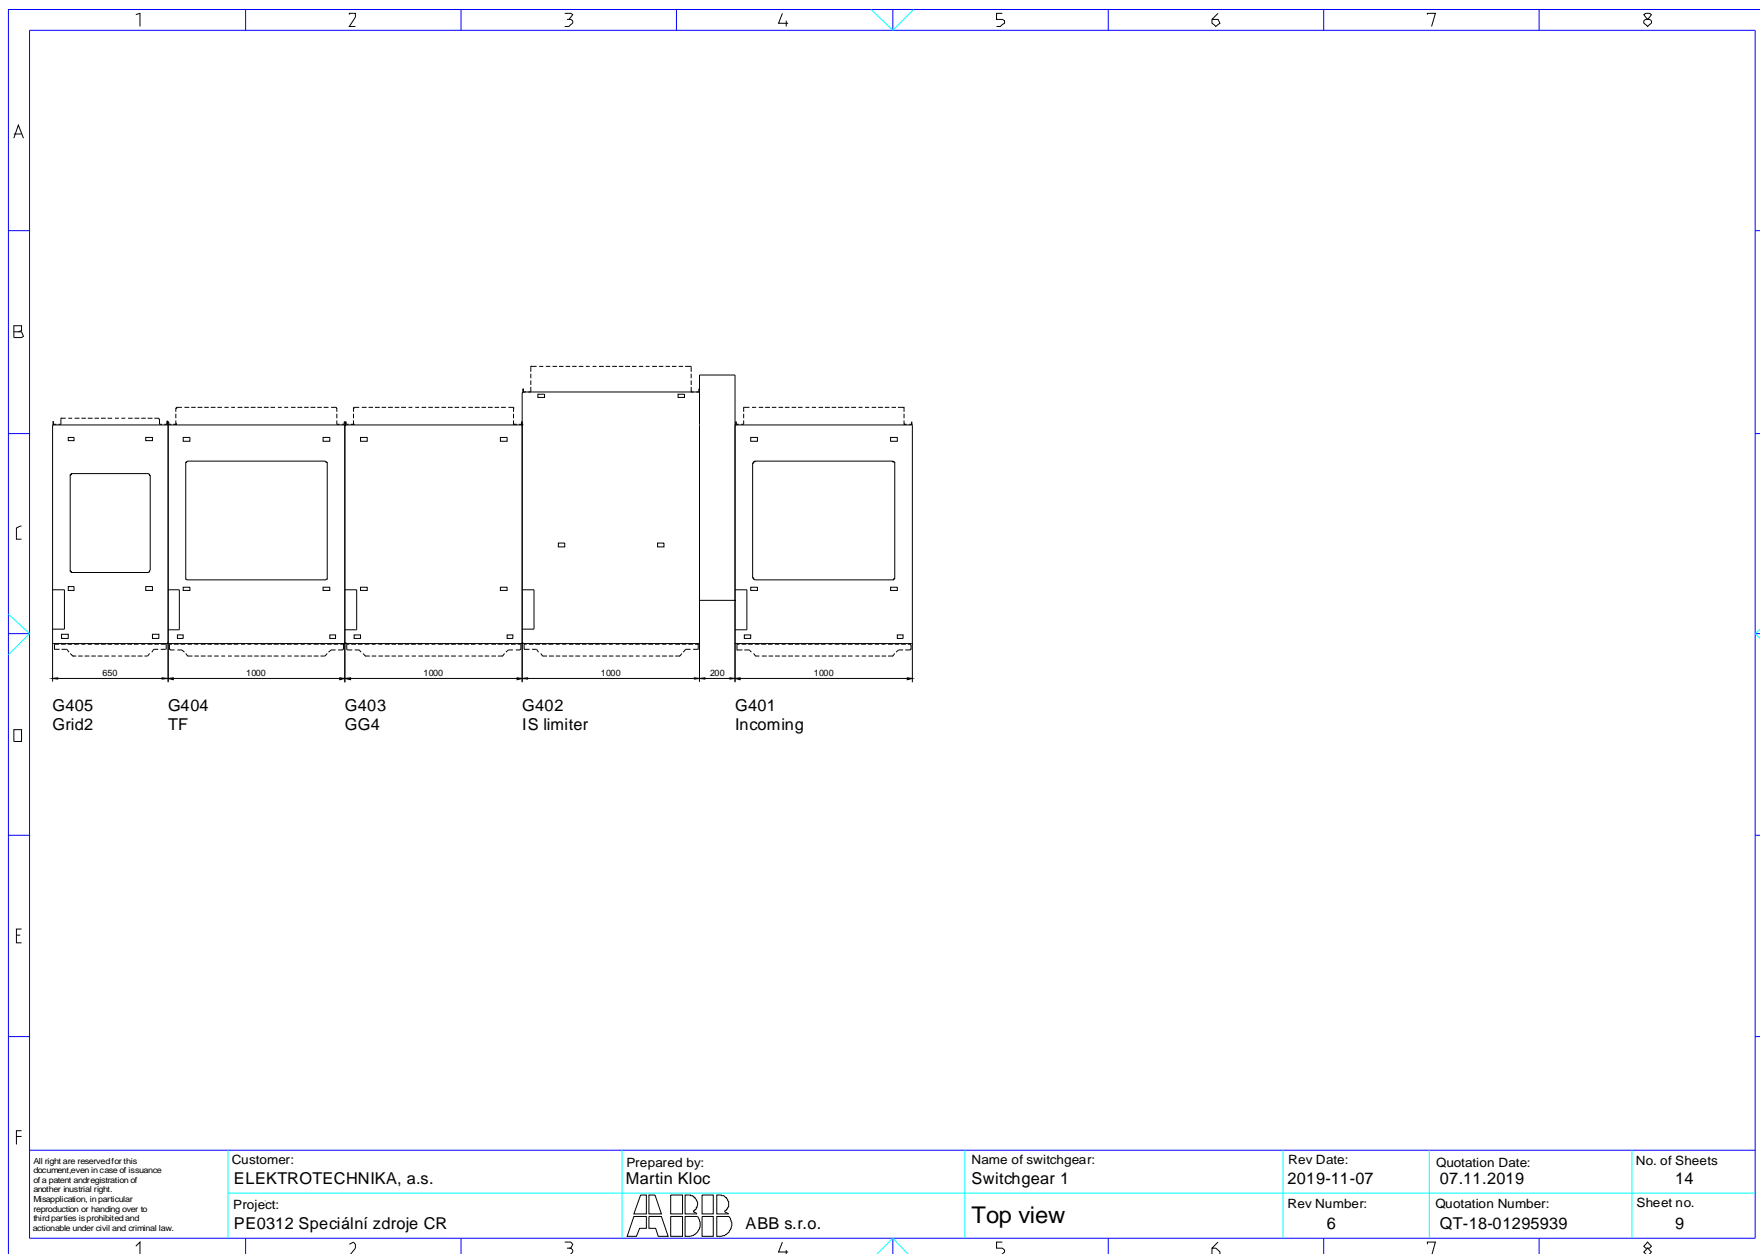 1 2 3 4 5 6 7 8
A
B
C
D
E
F
650 1000 1000 1000 200 1000
G405
Grid2
G404
TF
G403
GG4
G402
IS limiter
G401
Incoming
All right are reserved for this
document,even in case of issuance
of a patent andregistration of
another inustrial right.
Misapplication, in particular
reproduction or handing over to
third parties is prohibited and
actionable under civil and criminal law.
Customer:
ELEKTROTECHNIKA, a.s.
Project:
PE0312 Speciální zdroje CR
Prepared by:
Martin Kloc
ABB ABB s.r.o.
Name of switchgear:
Switchgear 1
Top view
Rev Date:
2019-11-07
Rev Number:
6
Quotation Date:
07.11.2019
Quotation Number:
QT-18-01295939
No. of Sheets
14
Sheet no.
9
1 2 3 4 5 6 7 8